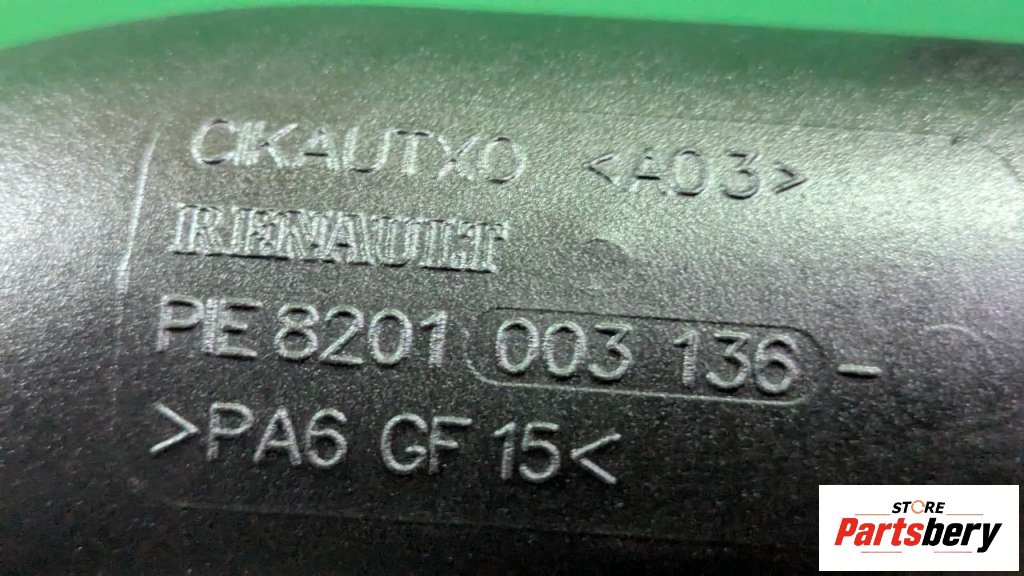 CIKAUTXO <A03>
RENAULT
PIE 8201 003 136 -
>PA6 GF 15<
STORE
Partsbery